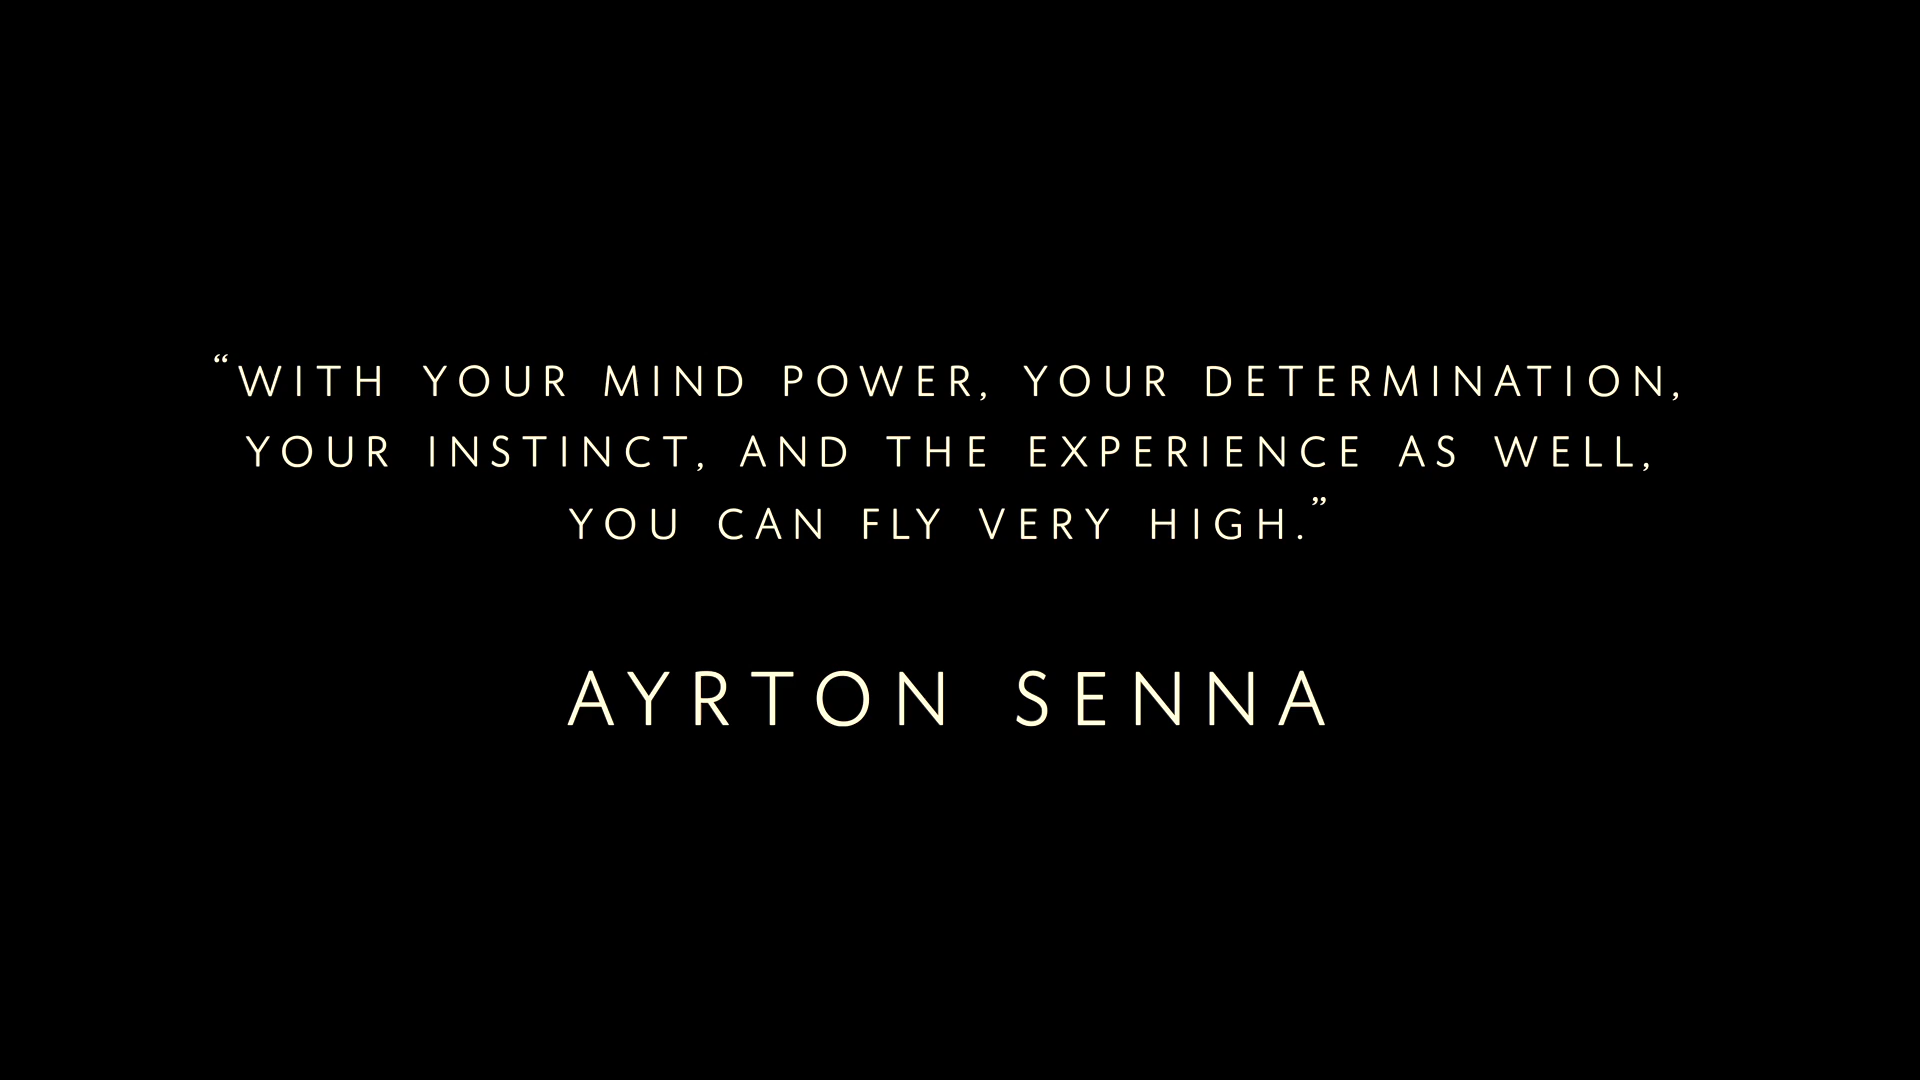 “WITH YOUR MIND POWER, YOUR DETERMINATION,
YOUR INSTINCT, AND THE EXPERIENCE AS WELL,
YOU CAN FLY VERY HIGH.”
AYRTON SENNA